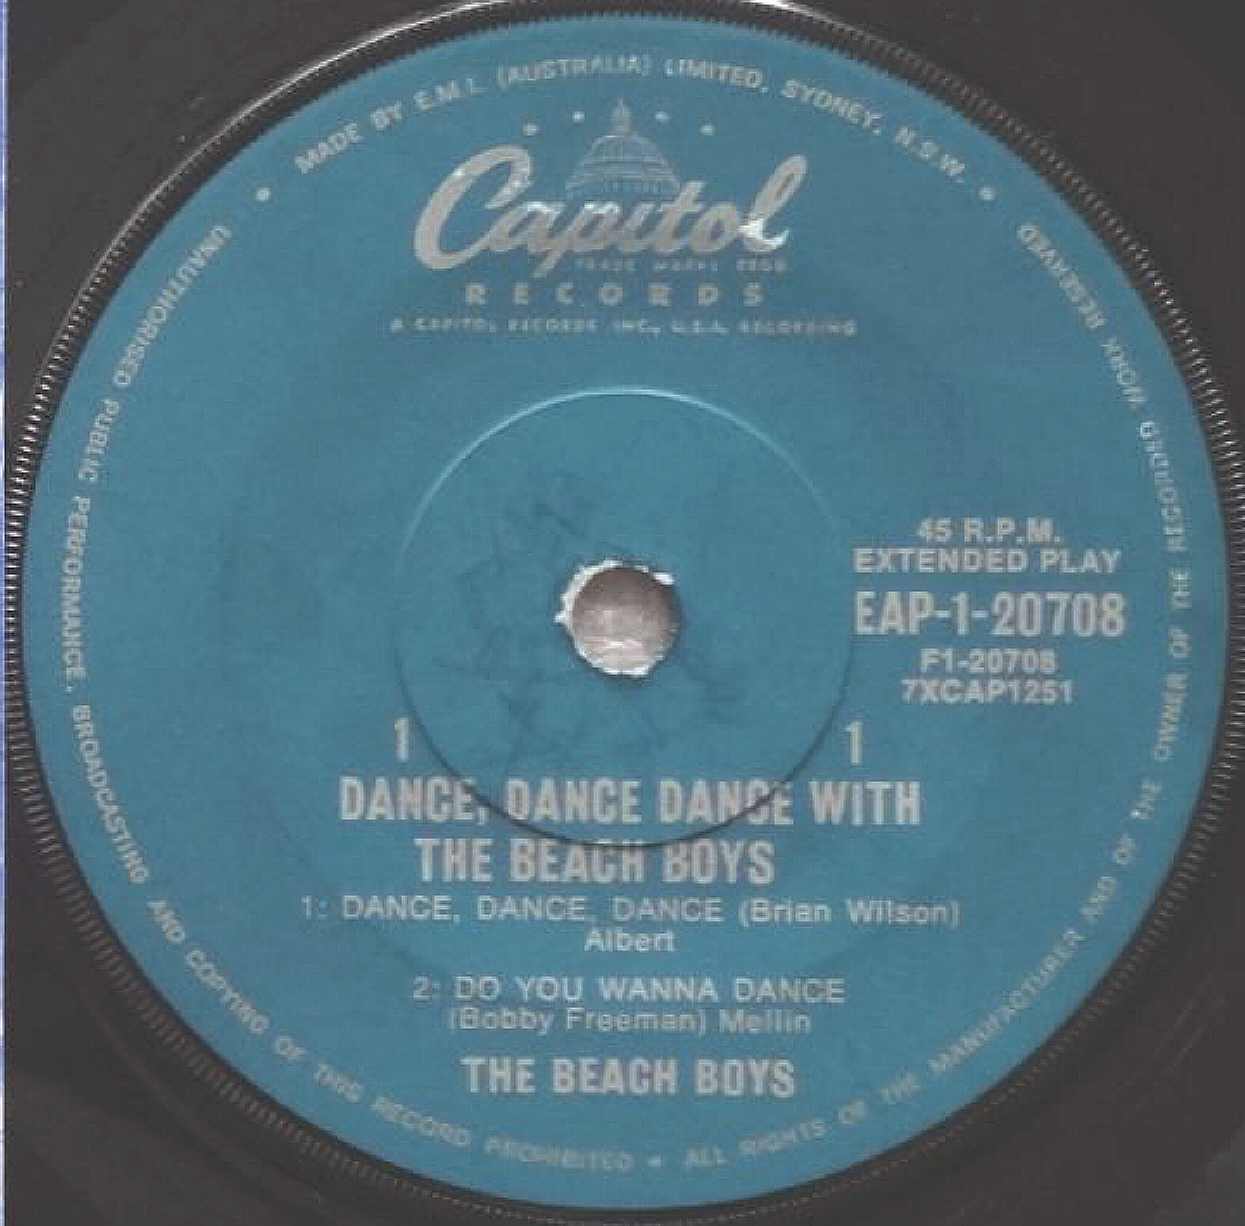 MADE BY E.M.I. (AUSTRALIA) LIMITED, SYDNEY, N.S.W.
Capitol
TRADE MARKS REGD
RECORDS
A CAPITOL RECORDS INC., U.S.A. RECORDING
45 R.P.M.
EXTENDED PLAY
EAP-1-20708
F1-20708
7XCAP1251
1 1
DANCE, DANCE DANCE WITH
THE BEACH BOYS
1: DANCE, DANCE, DANCE (Brian Wilson)
Albert
2: DO YOU WANNA DANCE
(Bobby Freeman) Mellin
THE BEACH BOYS
UNAUTHORISED PUBLIC PERFORMANCE, BROADCASTING AND COPYING OF THIS RECORD PROHIBITED • ALL RIGHTS OF THE MANUFACTURER AND OF THE OWNER OF THE RECORDED WORK RESERVED